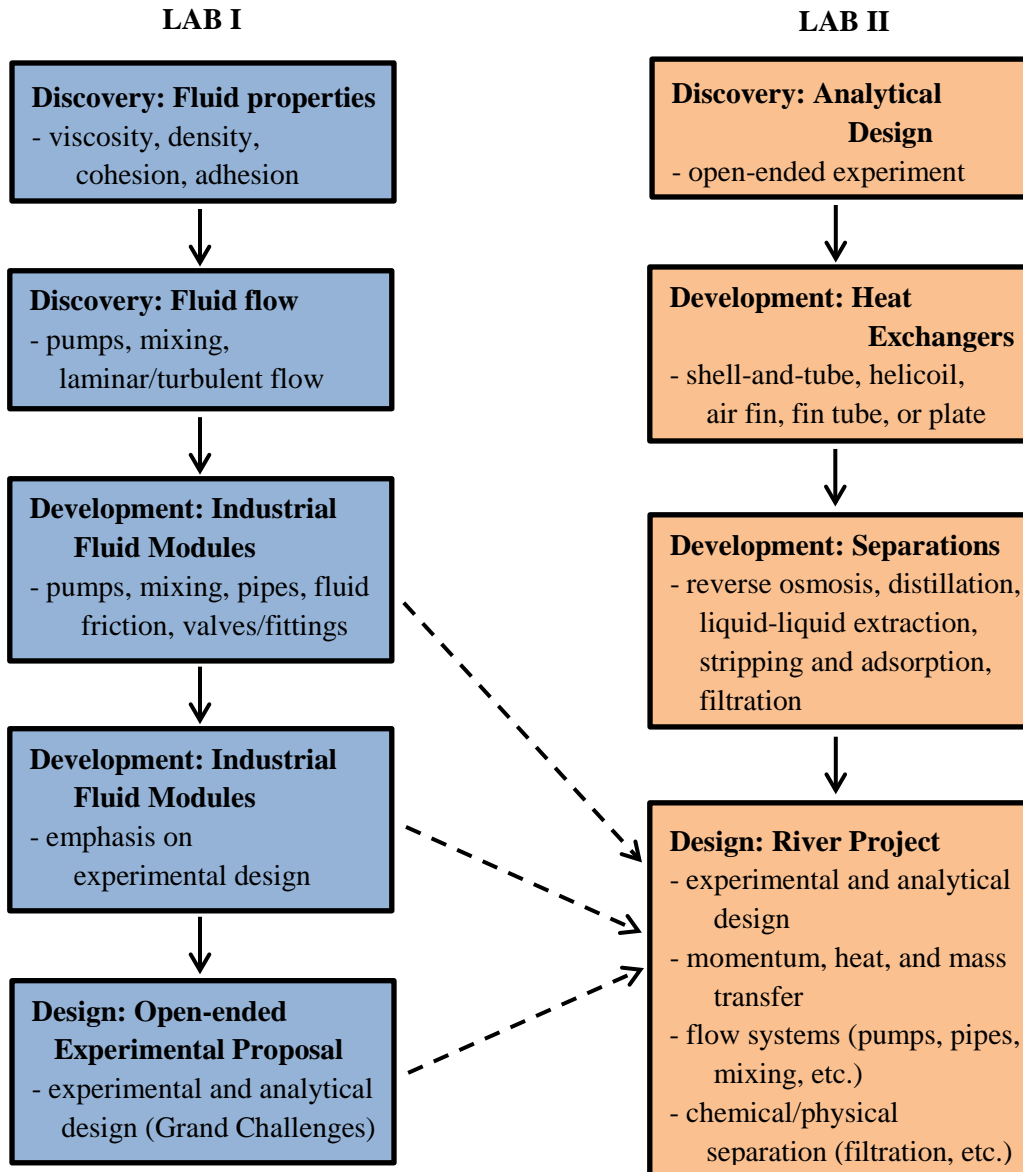 LAB I
Discovery: Fluid properties
- viscosity, density,
cohesion, adhesion
Discovery: Fluid flow
- pumps, mixing,
laminar/turbulent flow
Development: Industrial
Fluid Modules
- pumps, mixing, pipes, fluid
friction, valves/fittings
Development: Industrial
Fluid Modules
- emphasis on
experimental design
Design: Open-ended
Experimental Proposal
- experimental and analytical
design (Grand Challenges)
LAB II
Discovery: Analytical
Design
- open-ended experiment
Development: Heat
Exchangers
- shell-and-tube, helicoil,
air fin, fin tube, or plate
Development: Separations
- reverse osmosis, distillation,
liquid-liquid extraction,
stripping and adsorption,
filtration
Design: River Project
- experimental and analytical
design
- momentum, heat, and mass
transfer
- flow systems (pumps, pipes,
mixing, etc.)
- chemical/physical
separation (filtration, etc.)